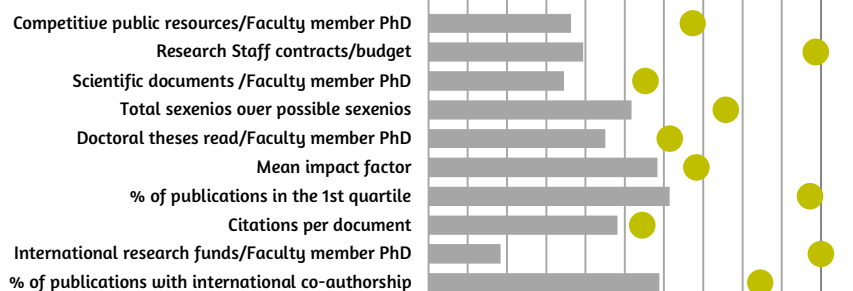 Competitive public resources/Faculty member PhD
Research Staff contracts/budget
Scientific documents /Faculty member PhD
Total sexenios over possible sexenios
Doctoral theses read/Faculty member PhD
Mean impact factor
% of publications in the 1st quartile
Citations per document
International research funds/Faculty member PhD
% of publications with international co-authorship